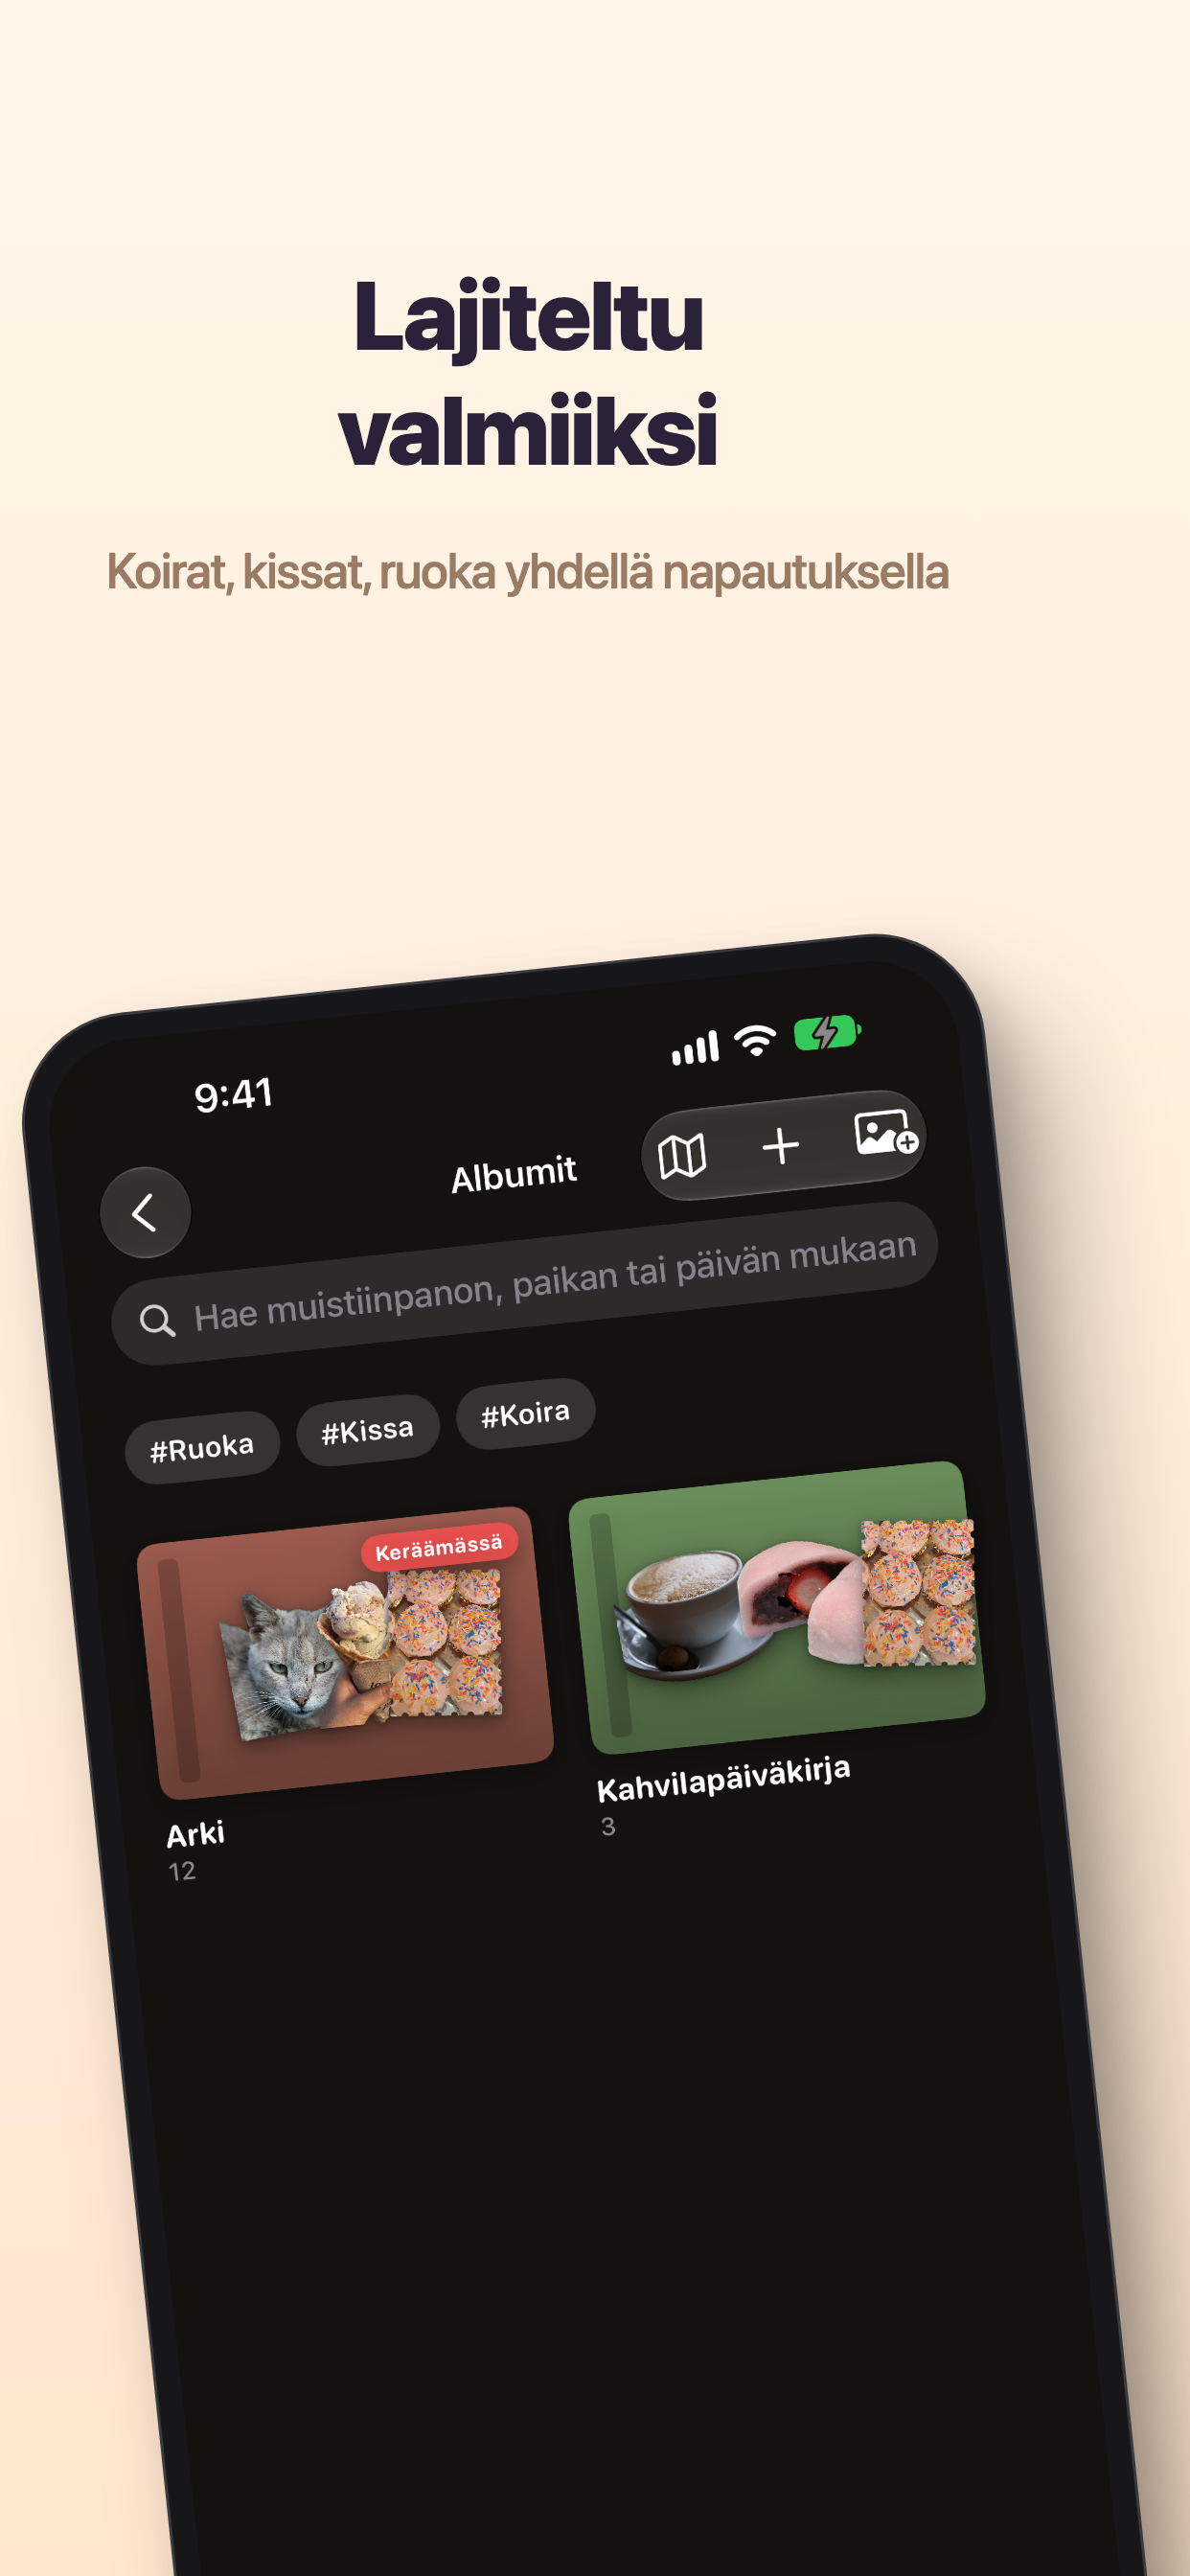 Lajiteltu
valmiiksi
Koirat, kissat, ruoka yhdellä napautuksella
9:41
Albumit
Hae muistiinpanon, paikan tai päivän mukaan
#Ruoka #Kissa #Koira
Keräämässä
Arki
12
Kahvilapäiväkirja
3